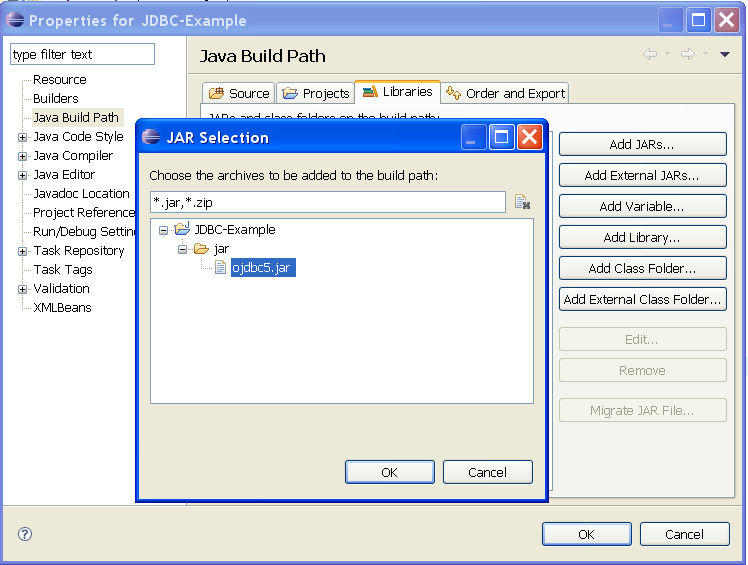 Properties for JDBC-Example
type filter text
Java Build Path
Resource
Builders
Java Build Path
Java Code Style
Java Compiler
Java Editor
Javadoc Location
Project Reference
Run/Debug Settin
Task Repository
Task Tags
Validation
XMLBeans
Source
Projects
Libraries
Order and Export
JARs and class folders on the build path:
JAR Selection
Choose the archives to be added to the build path:
*.jar,*.zip
JDBC-Example
jar
ojdbc5.jar
OK
Cancel
Add JARs...
Add External JARs...
Add Variable...
Add Library...
Add Class Folder...
Add External Class Folder...
Edit...
Remove
Migrate JAR File...
?
OK
Cancel